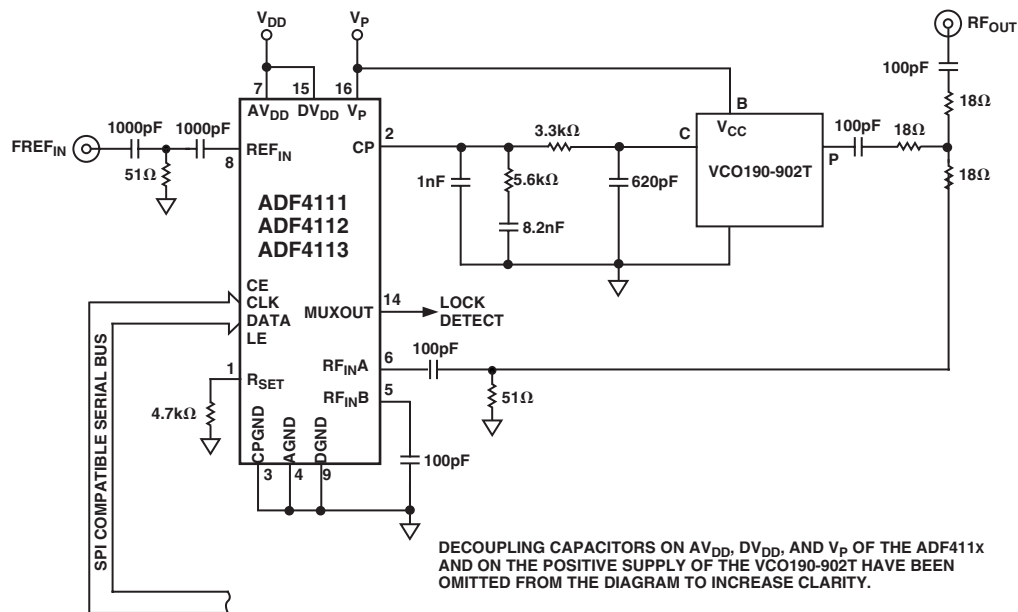 VDD
VP
RFOUT
100pF
18Ω
7
15
16
AVDD
DVDD
VP
B
1000pF
1000pF
FREFIN
REFIN
8
51Ω
CP
2
3.3kΩ
C
VCC
VCO190-902T
P
100pF
18Ω
18Ω
1nF
5.6kΩ
8.2nF
620pF
ADF4111
ADF4112
ADF4113
CE
CLK
DATA
LE
MUXOUT
14
LOCK
DETECT
SPI COMPATIBLE SERIAL BUS
1
RSET
4.7kΩ
RFINA
6
100pF
51Ω
RFINB
5
100pF
CPGND
AGND
DGND
3
4
9
DECOUPLING CAPACITORS ON AVDD, DVDD, AND VP OF THE ADF411x
AND ON THE POSITIVE SUPPLY OF THE VCO190-902T HAVE BEEN
OMITTED FROM THE DIAGRAM TO INCREASE CLARITY.